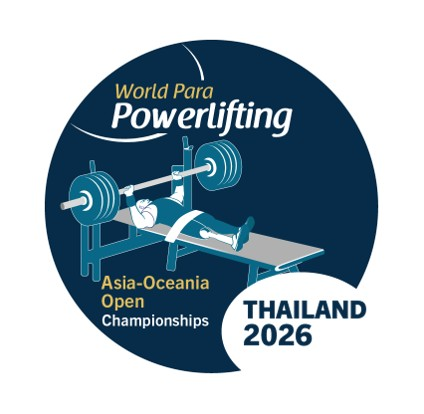 World Para
Powerlifting
Asia-Oceania
Open
Championships
THAILAND
2026